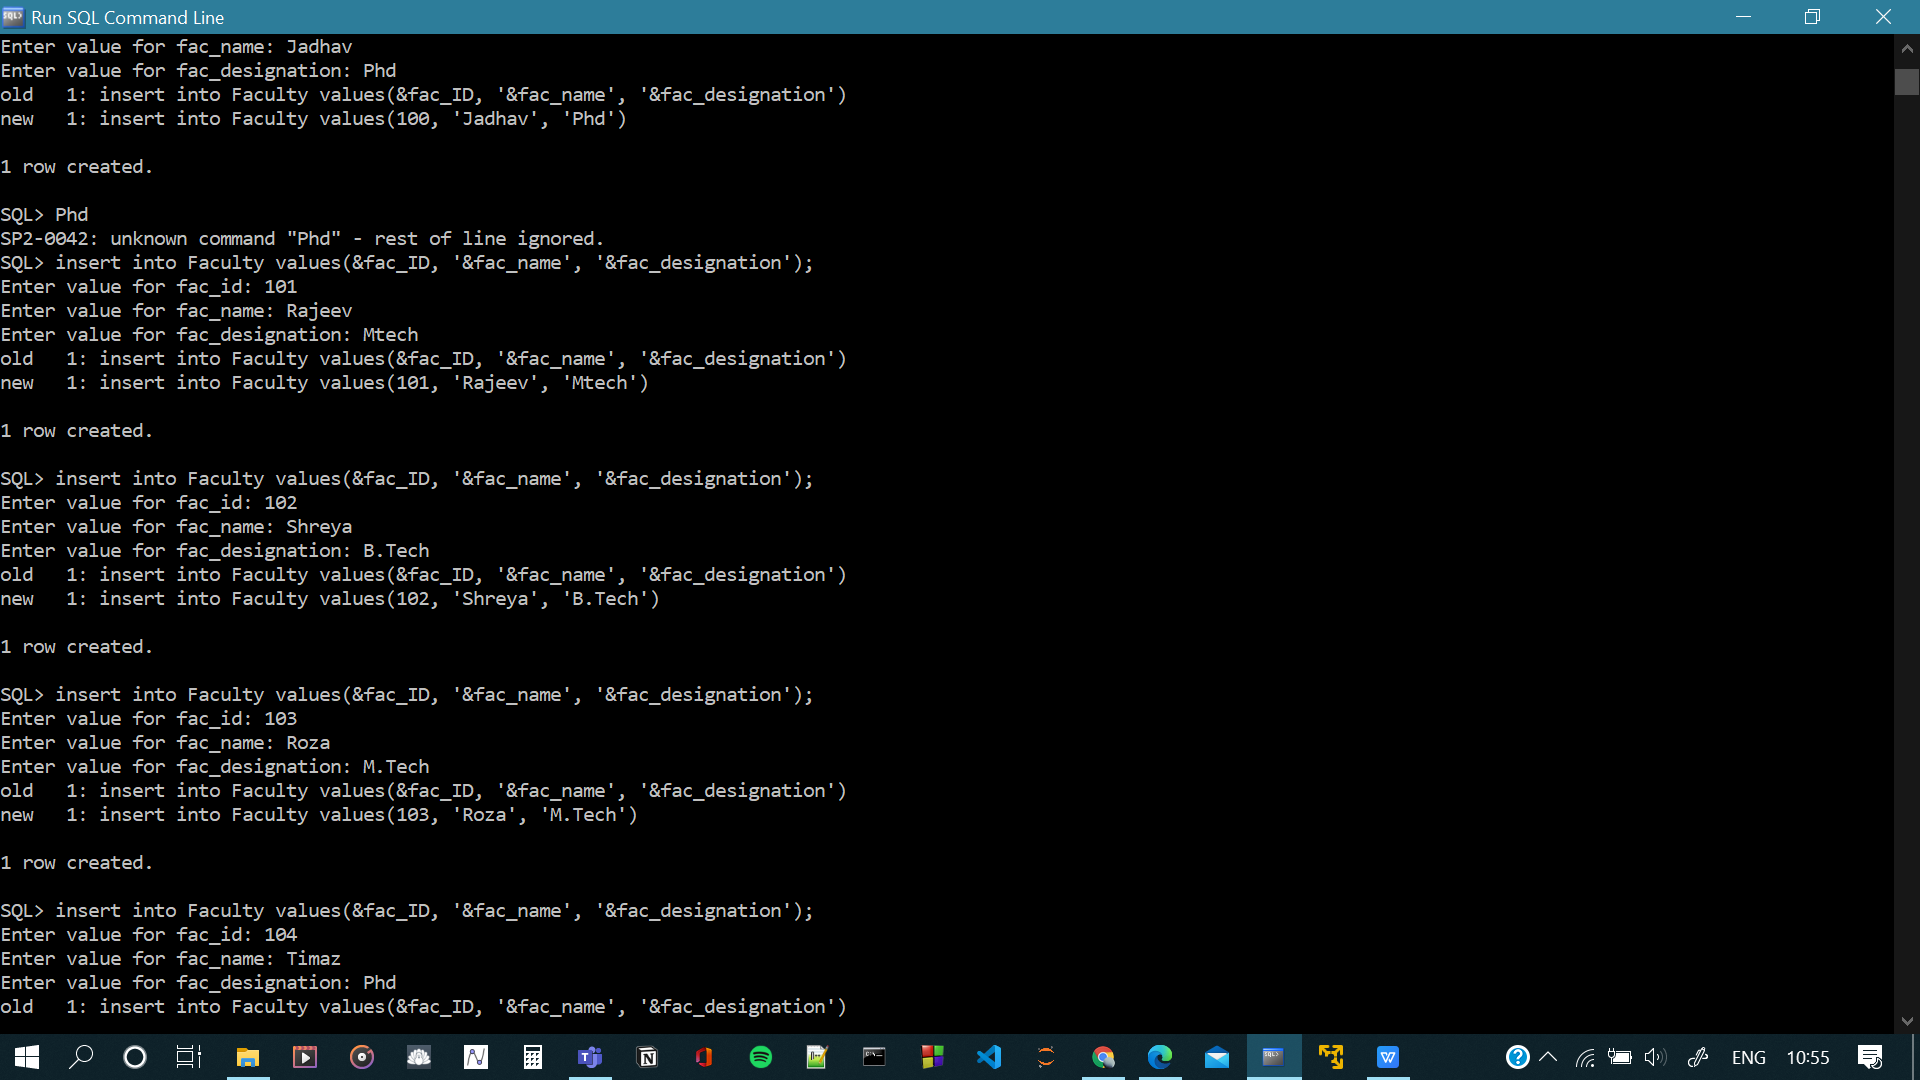 Run SQL Command Line
Enter value for fac_name: Jadhav
Enter value for fac_designation: Phd
old   1: insert into Faculty values(&fac_ID, '&fac_name', '&fac_designation')
new   1: insert into Faculty values(100, 'Jadhav', 'Phd')
1 row created.
SQL> Phd
SP2-0042: unknown command "Phd" - rest of line ignored.
SQL> insert into Faculty values(&fac_ID, '&fac_name', '&fac_designation');
Enter value for fac_id: 101
Enter value for fac_name: Rajeev
Enter value for fac_designation: Mtech
old   1: insert into Faculty values(&fac_ID, '&fac_name', '&fac_designation')
new   1: insert into Faculty values(101, 'Rajeev', 'Mtech')
1 row created.
SQL> insert into Faculty values(&fac_ID, '&fac_name', '&fac_designation');
Enter value for fac_id: 102
Enter value for fac_name: Shreya
Enter value for fac_designation: B.Tech
old   1: insert into Faculty values(&fac_ID, '&fac_name', '&fac_designation')
new   1: insert into Faculty values(102, 'Shreya', 'B.Tech')
1 row created.
SQL> insert into Faculty values(&fac_ID, '&fac_name', '&fac_designation');
Enter value for fac_id: 103
Enter value for fac_name: Roza
Enter value for fac_designation: M.Tech
old   1: insert into Faculty values(&fac_ID, '&fac_name', '&fac_designation')
new   1: insert into Faculty values(103, 'Roza', 'M.Tech')
1 row created.
SQL> insert into Faculty values(&fac_ID, '&fac_name', '&fac_designation');
Enter value for fac_id: 104
Enter value for fac_name: Timaz
Enter value for fac_designation: Phd
old   1: insert into Faculty values(&fac_ID, '&fac_name', '&fac_designation')
ENG 10:55